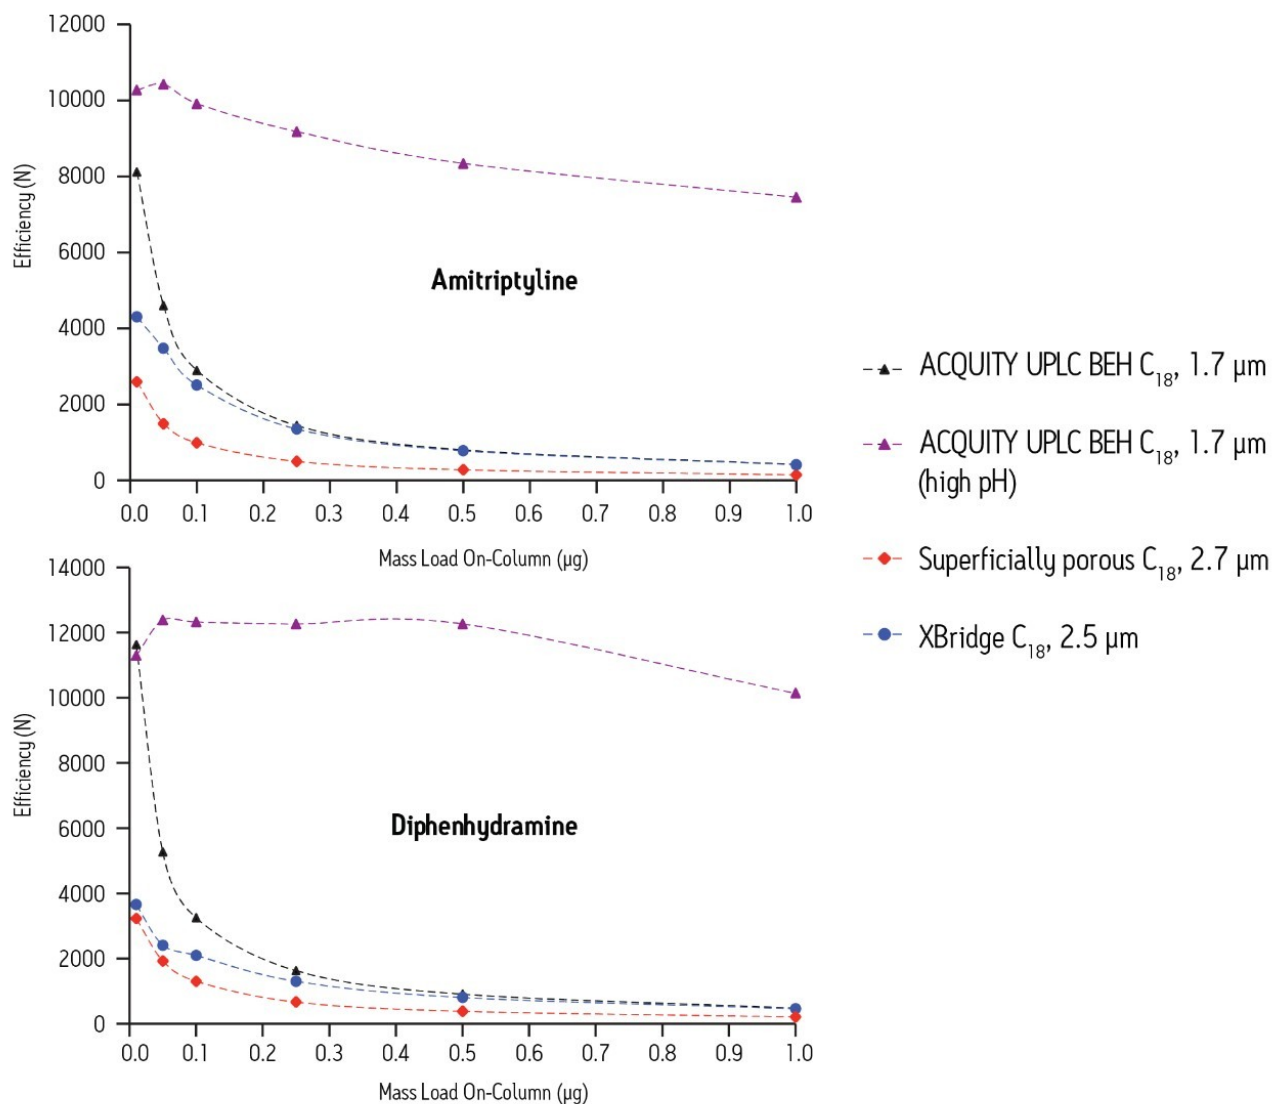 12000
10000
8000
6000
4000
2000
0
Efficiency (N)
Amitriptyline
0.0 0.1 0.2 0.3 0.4 0.5 0.6 0.7 0.8 0.9 1.0
Mass Load On-Column (µg)
14000
12000
10000
8000
6000
4000
2000
0
Efficiency (N)
Diphenhydramine
0.0 0.1 0.2 0.3 0.4 0.5 0.6 0.7 0.8 0.9 1.0
Mass Load On-Column (µg)
ACQUITY UPLC BEH C18, 1.7 µm
ACQUITY UPLC BEH C18, 1.7 µm
(high pH)
Superficially porous C18, 2.7 µm
XBridge C18, 2.5 µm